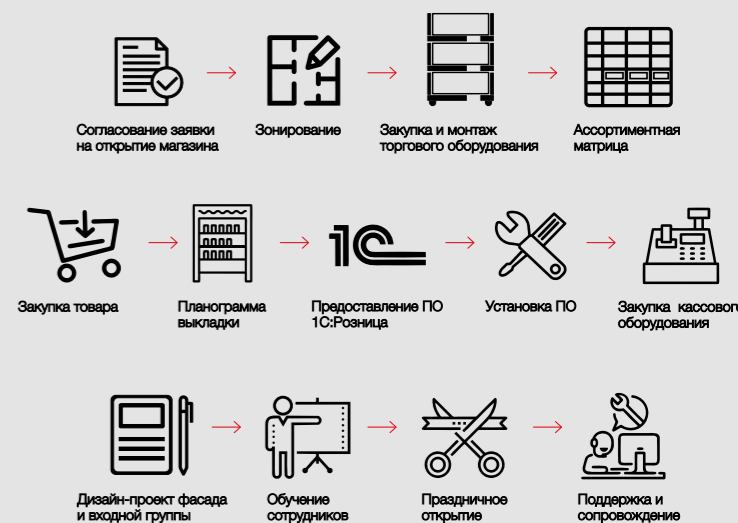 Согласование заявки
на открытие магазина
Зонирование
Закупка и монтаж
торгового оборудования
Ассортиментная
матрица
1С
Закупка товара
Планограмма
выкладки
Предоставление ПО
1С:Розница
Установка ПО
Закупка кассового
оборудования
Дизайн-проект фасада
и входной группы
Обучение
сотрудников
Праздничное
открытие
Поддержка и
сопровождение